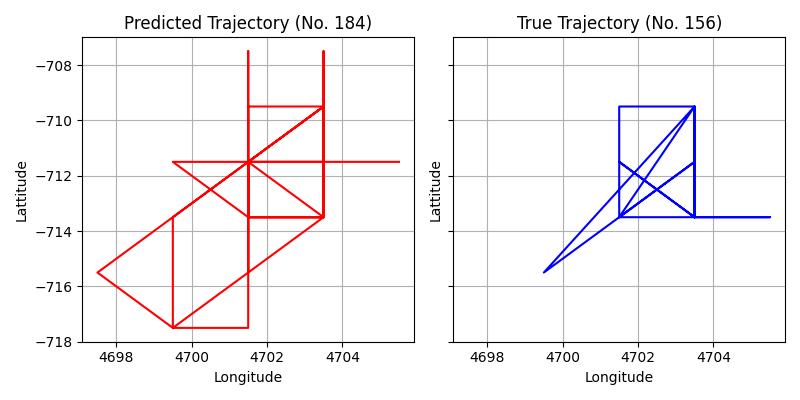 Predicted Trajectory (No. 184)
True Trajectory (No. 156)
Lattitude
−708
−710
−712
−714
−716
−718
4698
4700
4702
4704
Longitude
Lattitude
4698
4700
4702
4704
Longitude